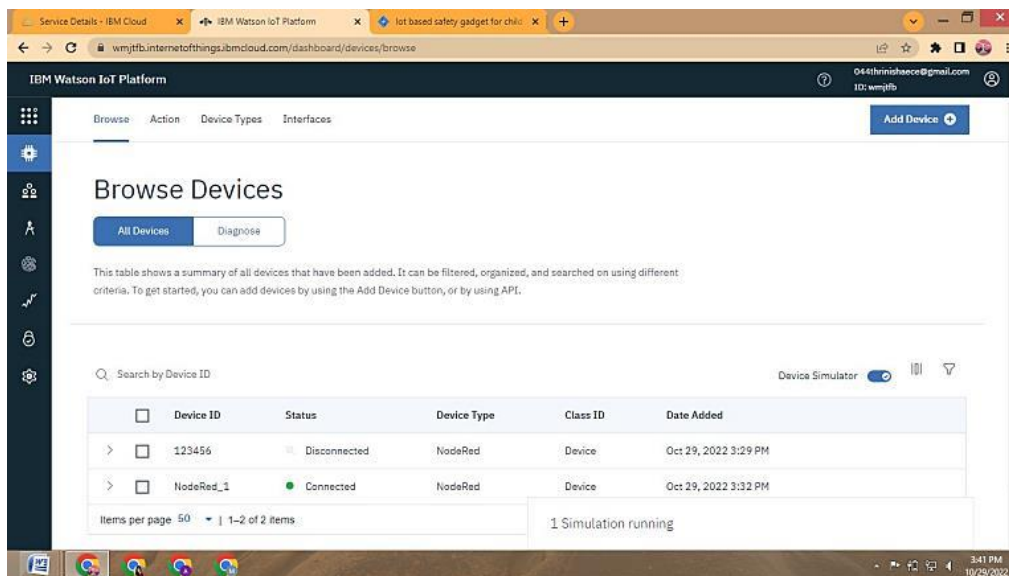 Service Details - IBM Cloud
IBM Watson IoT Platform
Iot based safety gadget for child
wmjtfb.internetofthings.ibmcloud.com/dashboard/devices/browse
IBM Watson IoT Platform
044thrinishaece@gmail.com
ID: wmjtfb
Browse Action Device Types Interfaces
Add Device
Browse Devices
All Devices Diagnose
This table shows a summary of all devices that have been added. It can be filtered, organized, and searched on using different
criteria. To get started, you can add devices by using the Add Device button, or by using API.
Search by Device ID
Device Simulator
Device ID Status Device Type Class ID Date Added
123456 Disconnected NodeRed Device Oct 29, 2022 3:29 PM
NodeRed_1 Connected NodeRed Device Oct 29, 2022 3:32 PM
Items per page 50 | 1–2 of 2 items
1 Simulation running
3:41 PM
10/29/2022